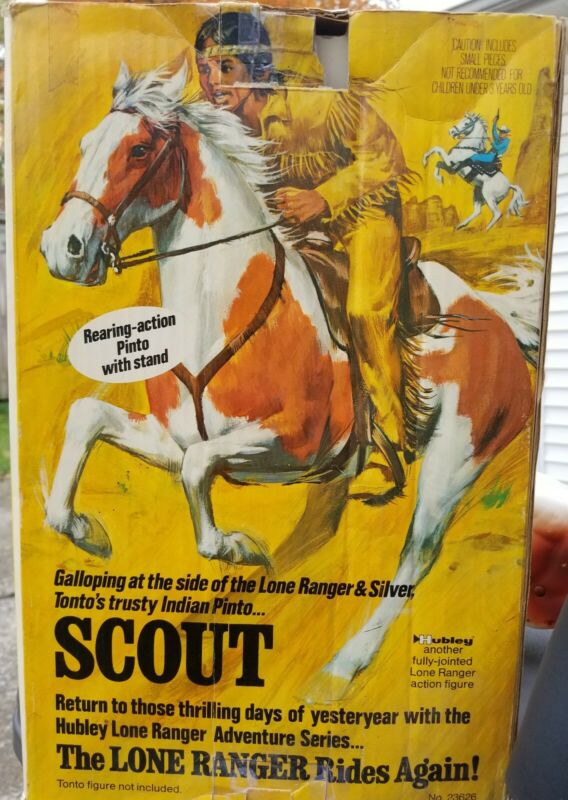 CAUTION INCLUDES
SMALL PIECES
NOT RECOMMENDED FOR
CHILDREN UNDER 3 YEARS OLD
Rearing-action
Pinto
with stand
Galloping at the side of the Lone Ranger & Silver,
Tonto's trusty Indian Pinto...
SCOUT
Hubley
another
fully-jointed
Lone Ranger
action figure
Return to those thrilling days of yesteryear with the
Hubley Lone Ranger Adventure Series...
The LONE RANGER Rides Again!
Tonto figure not included.
No. 23626